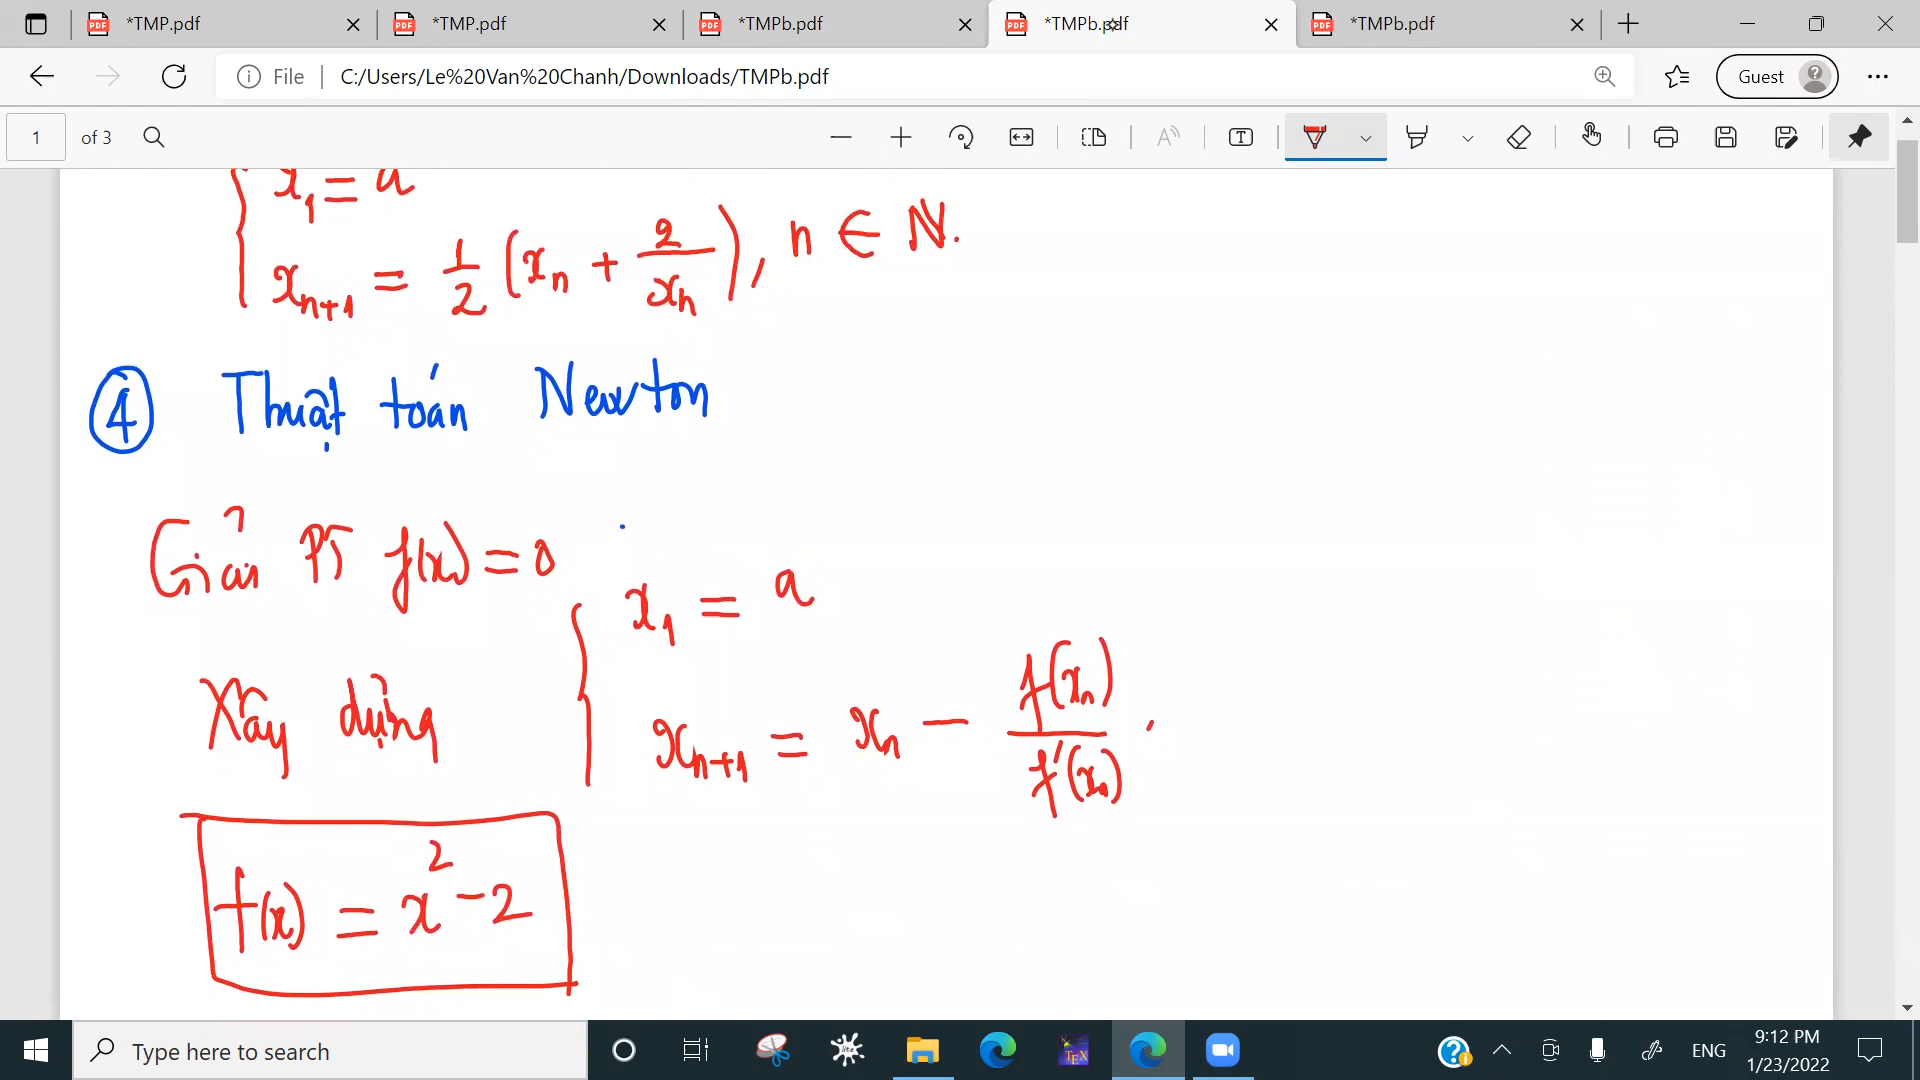 *TMP.pdf
*TMP.pdf
*TMPb.pdf
*TMPb.pdf
*TMPb.pdf
File
C:/Users/Le%20Van%20Chanh/Downloads/TMPb.pdf
Guest
1 of 3
x₁ = a
xₙ₊₁ = 1/2 (xₙ + 2/xₙ), n ∈ ℕ.
④ Thuật toán Newton
Giải PT f(x) = 0
x₁ = a
Xây dựng
xₙ₊₁ = xₙ − f(xₙ)/f'(xₙ).
f(x) = x² − 2
Type here to search
ENG
9:12 PM
1/23/2022